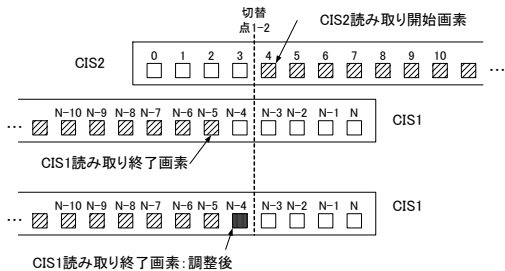 切替
点1-2
CIS2読み取り開始画素
CIS2
0 1 2 3 4 5 6 7 8 9 10
…
… N-10 N-9 N-8 N-7 N-6 N-5 N-4 N-3 N-2 N-1 N
CIS1
CIS1読み取り終了画素
… N-10 N-9 N-8 N-7 N-6 N-5 N-4 N-3 N-2 N-1 N
CIS1
CIS1読み取り終了画素:調整後